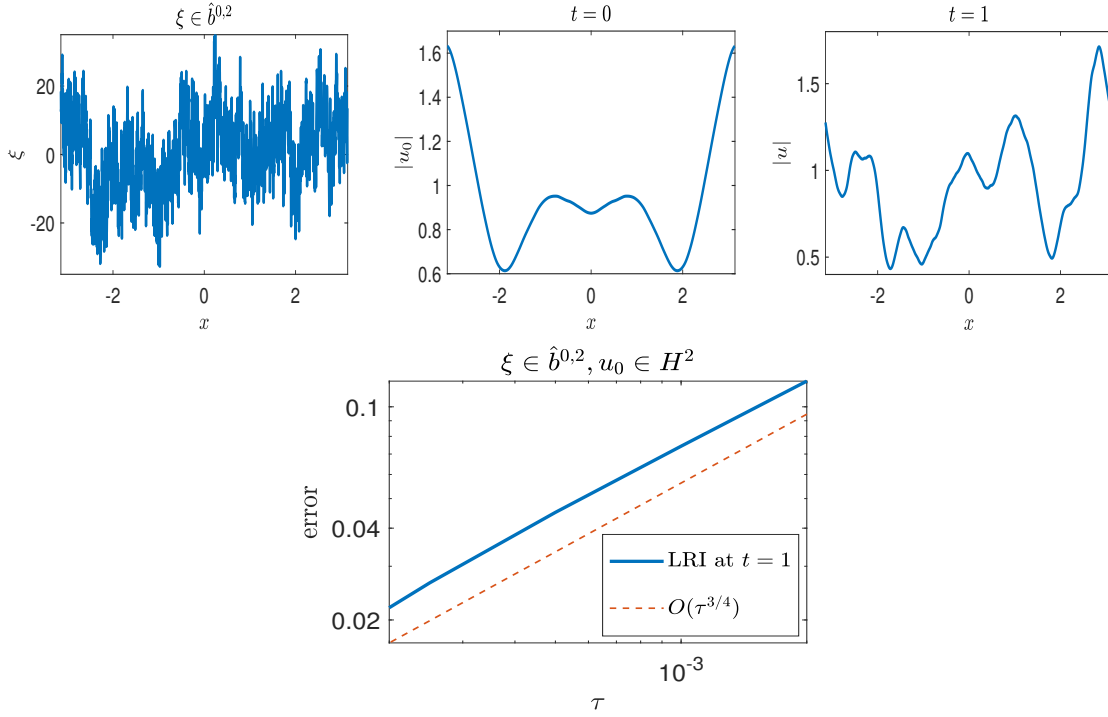 ξ ∈ b̂^{0,2}
ξ
20
0
-20
-2
0
2
x
t = 0
|u_0|
1.6
1.4
1.2
1
0.8
0.6
-2
0
2
x
t = 1
|u|
1.5
1
0.5
-2
0
2
x
ξ ∈ b̂^{0,2}, u_0 ∈ H^2
error
0.1
0.04
0.02
LRI at t = 1
O(τ^{3/4})
10^{-3}
τ